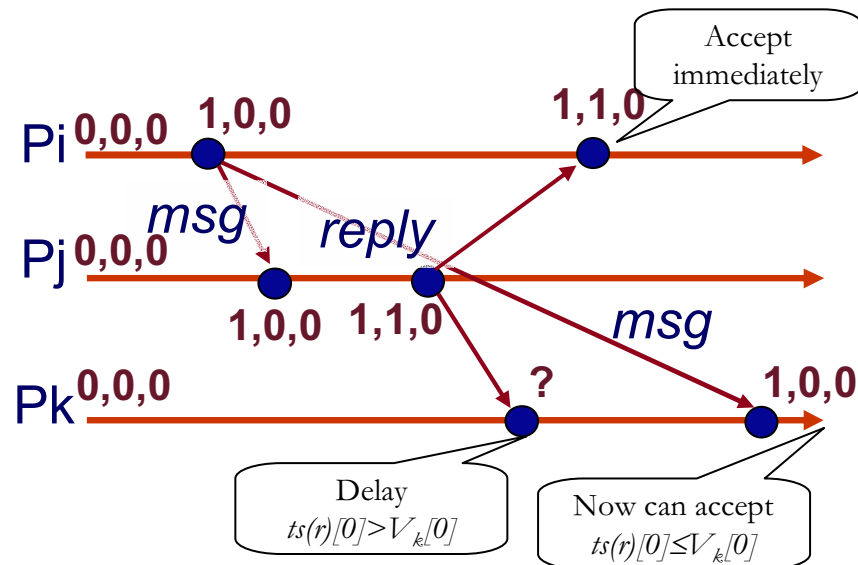 Accept
immediately
0,0,0
1,0,0
1,1,0
Pi
msg
reply
0,0,0
Pj
1,0,0
1,1,0
msg
0,0,0
?
1,0,0
Pk
Delay
ts(r)[0]>V_k[0]
Now can accept
ts(r)[0]≤V_k[0]